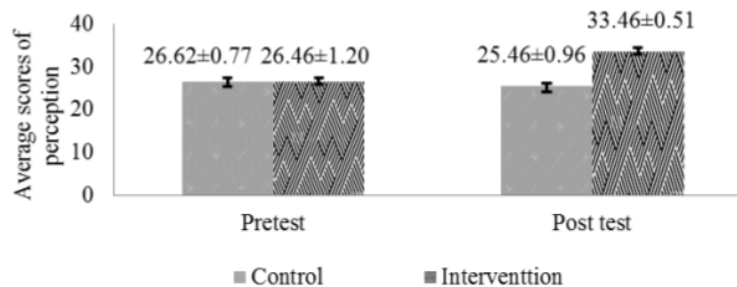 Average scores of
perception
40
30
20
10
0
26.62±0.77
26.46±1.20
25.46±0.96
33.46±0.51
Pretest
Post test
Control
Interventtion